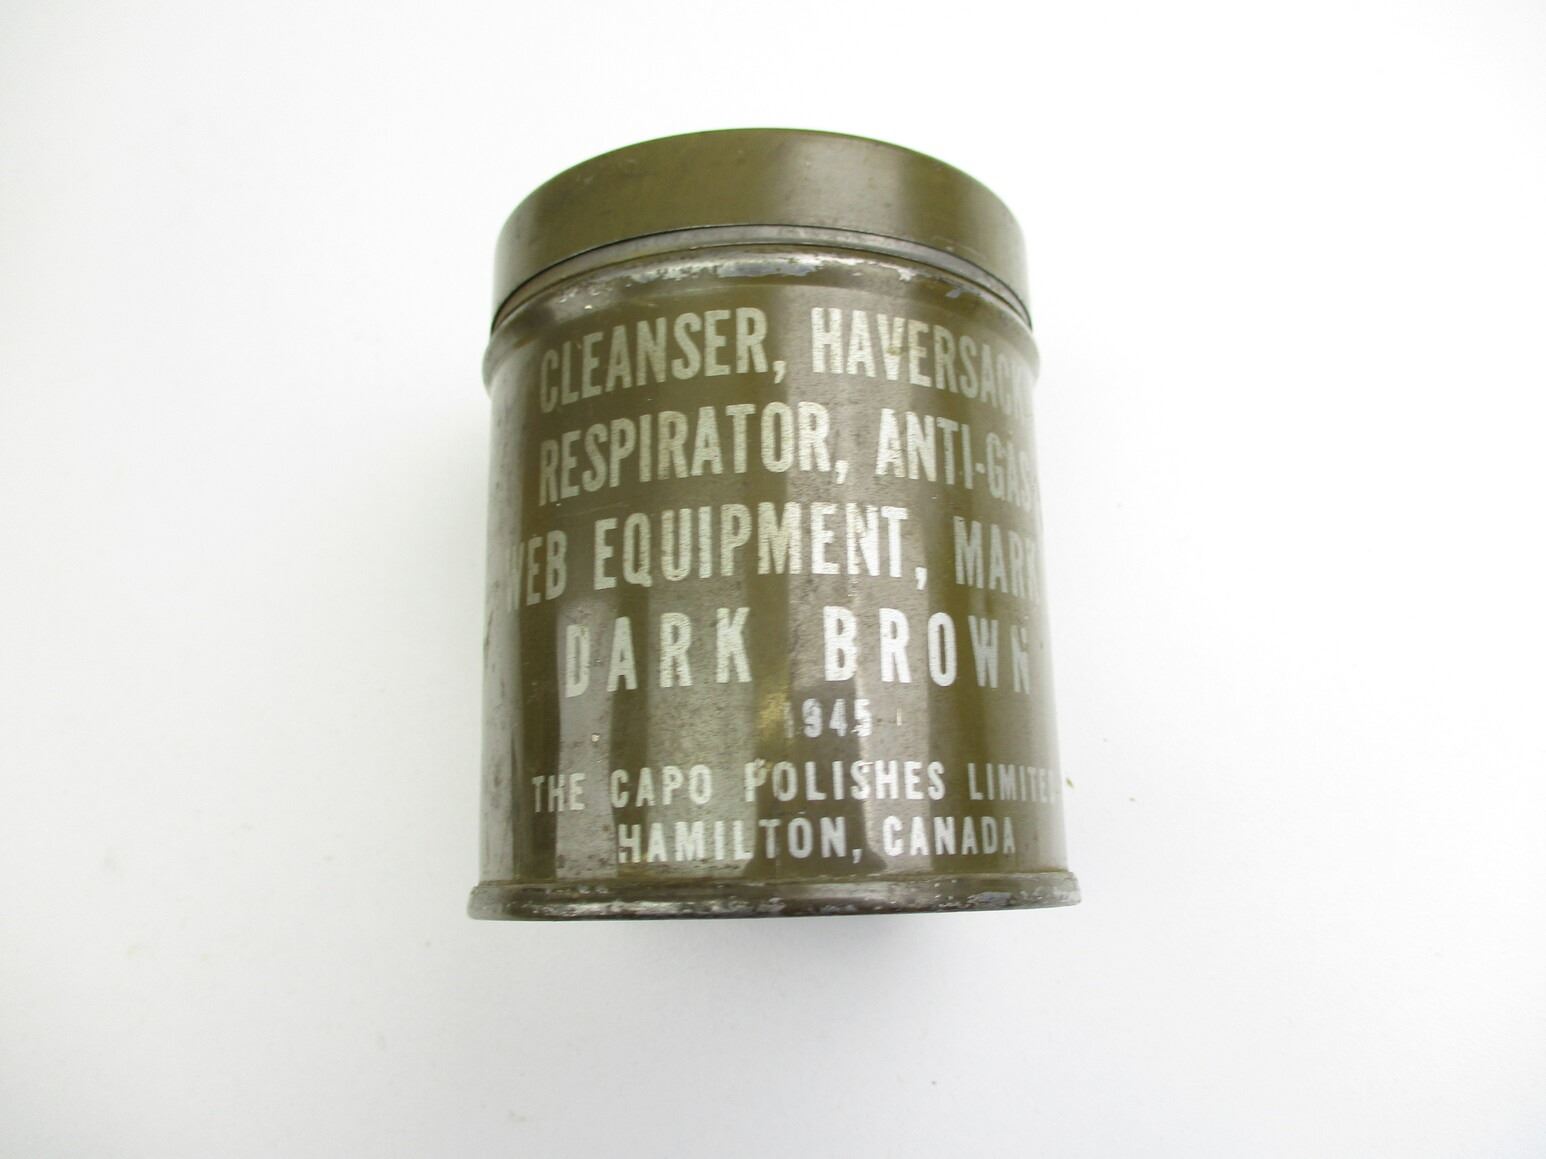 CLEANSER, HAVERSACK
RESPIRATOR, ANTI-GAS
WEB EQUIPMENT, MARK
DARK BROWN
1945
THE CAPO POLISHES LIMITED
HAMILTON, CANADA